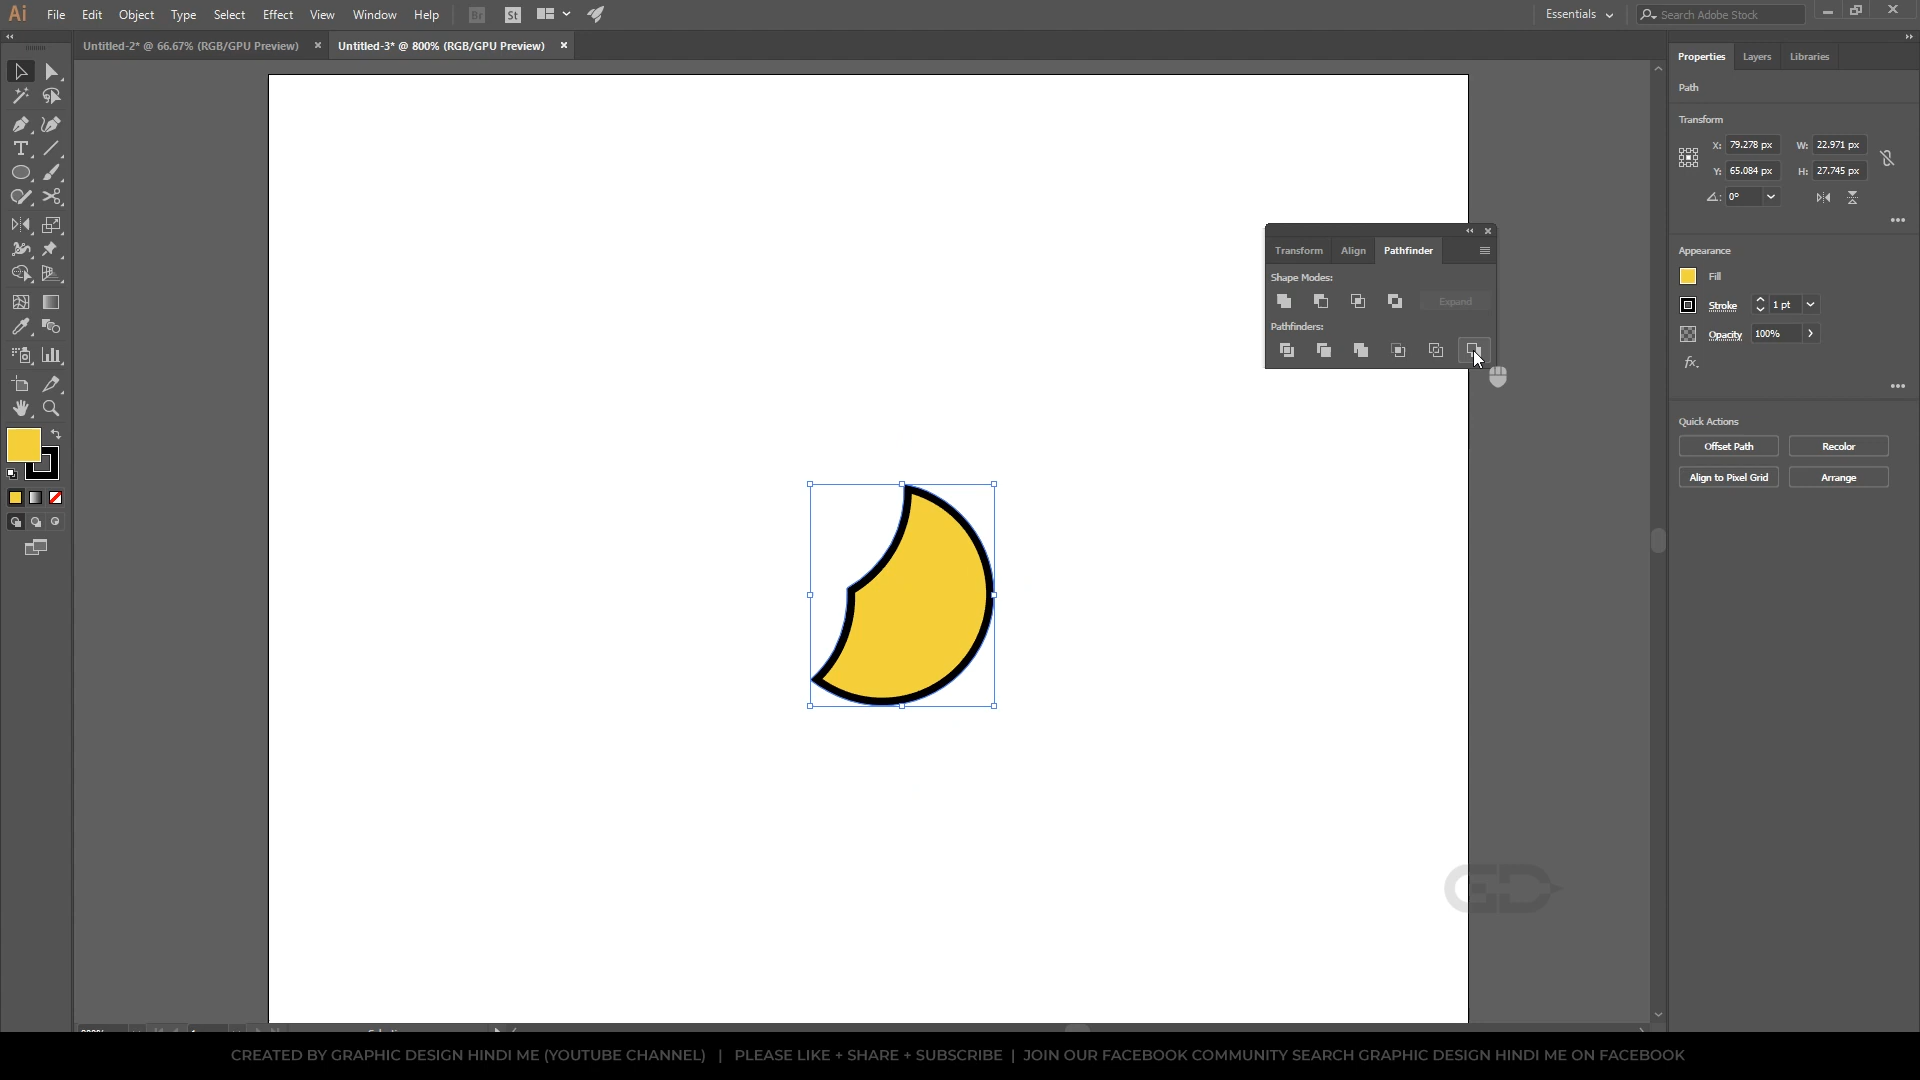 Ai File Edit Object Type Select Effect View Window Help Br St Essentials Search Adobe Stock
Untitled-2* @ 66.67% (RGB/GPU Preview) × Untitled-3* @ 800% (RGB/GPU Preview) ×
Properties Layers Libraries
Path
Transform
X: 79.278 px W: 22.971 px
Y: 65.084 px H: 27.745 px
0°
Appearance
Fill
Stroke 1 pt
Opacity 100%
fx.
Quick Actions
Offset Path Recolor
Align to Pixel Grid Arrange
Transform Align Pathfinder
Shape Modes:
Expand
Pathfinders:
GD
CREATED BY GRAPHIC DESIGN HINDI ME (YOUTUBE CHANNEL) | PLEASE LIKE + SHARE + SUBSCRIBE | JOIN OUR FACEBOOK COMMUNITY SEARCH GRAPHIC DESIGN HINDI ME ON FACEBOOK